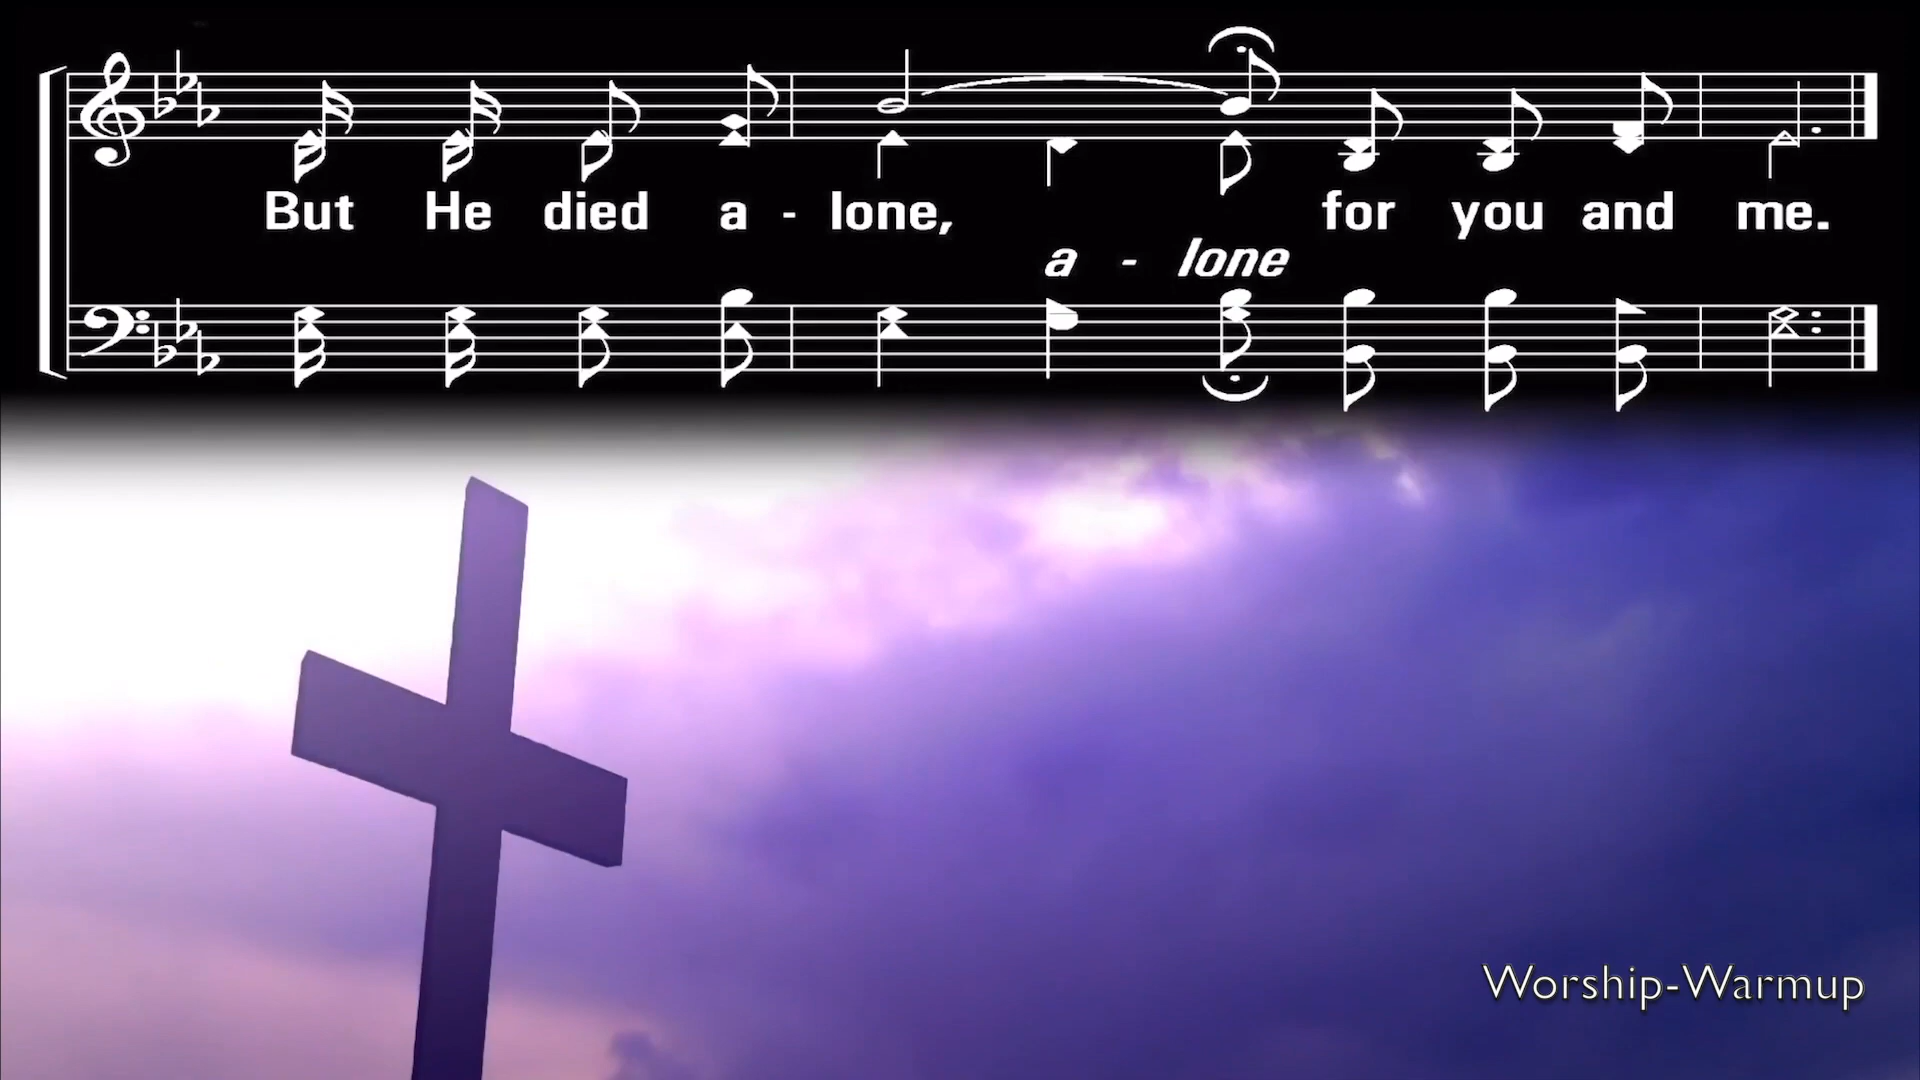 But He died a - lone, for you and me.
a - lone
Worship-Warmup